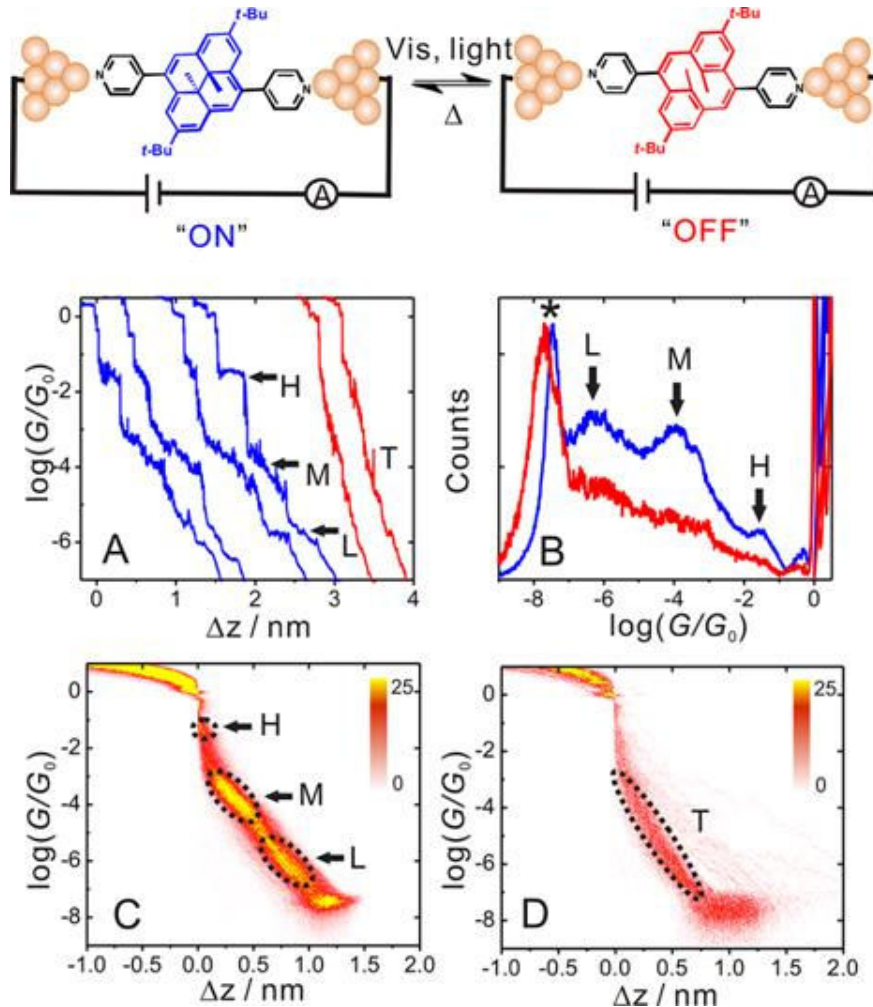 t-Bu
t-Bu
N
N
t-Bu
t-Bu
A
"ON"
Vis, light
Δ
N
N
A
"OFF"
log(G/G0)
0
-2
-4
-6
A
H
M
L
T
0 1 2 3 4
Δz / nm
Counts
*
L
M
H
B
-8 -6 -4 -2 0
log(G/G0)
log(G/G0)
0
-2
-4
-6
-8
25
0
H
M
L
C
-1.0 -0.5 0.0 0.5 1.0 1.5 2.0
Δz / nm
log(G/G0)
0
-2
-4
-6
-8
25
0
T
D
-1.0 -0.5 0.0 0.5 1.0 1.5 2.0
Δz / nm